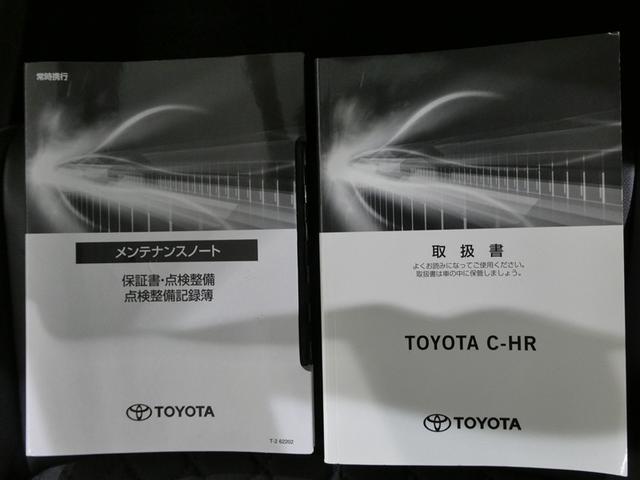 常時携行
メンテナンスノート
保証書・点検整備
点検整備記録簿
TOYOTA
T-2 62202
取扱書
よくお読みになってご使用ください。
取扱書は車の中に保管しましょう。
TOYOTA C-HR
TOYOTA